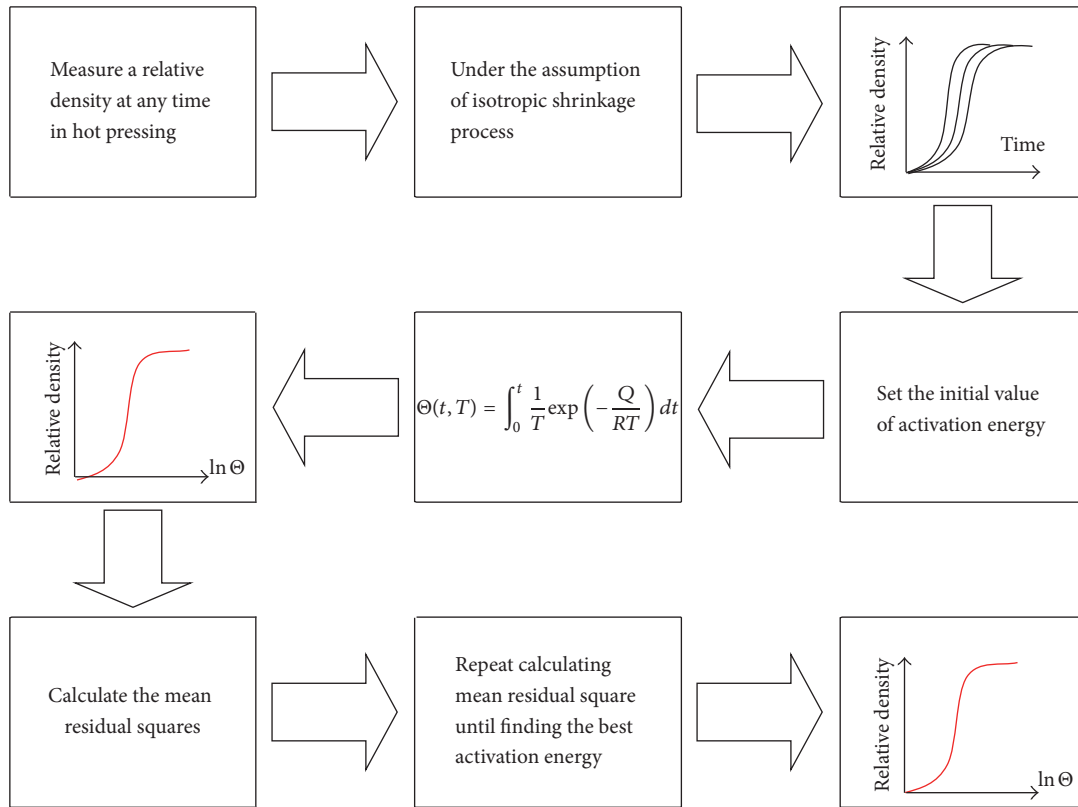 Measure a relative
density at any time
in hot pressing
Under the assumption
of isotropic shrinkage
process
Relative density
Time
Set the initial value
of activation energy
Θ(t, T) = ∫₀ᵗ 1/T exp(−Q/RT) dt
Relative density
ln Θ
Calculate the mean
residual squares
Repeat calculating
mean residual square
until finding the best
activation energy
Relative density
ln Θ